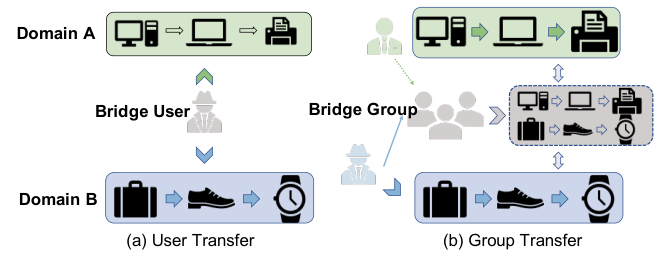 Domain A
Bridge User
Bridge Group
Domain B
(a) User Transfer
(b) Group Transfer